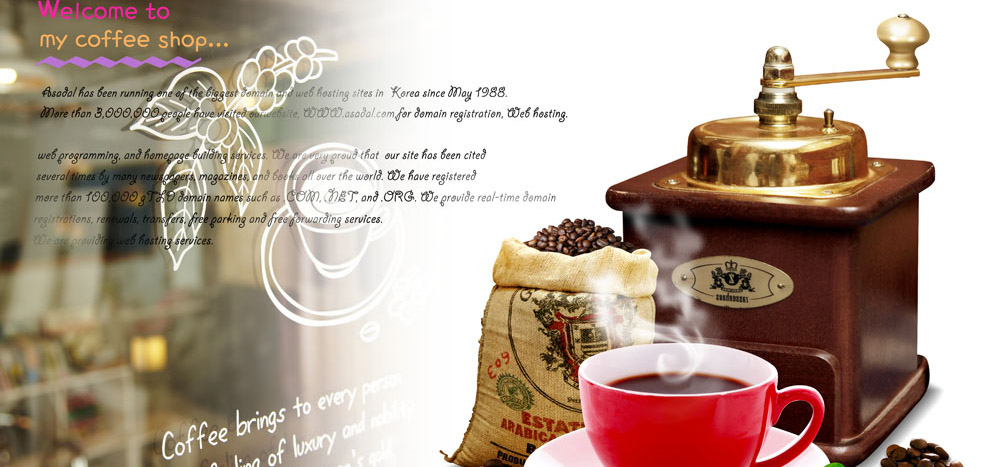 Welcome to
my coffee shop...
Asadal has been running one of the biggest domain and web hosting sites in Korea since May 1988.
More than 3,000,000 people have visited ourwebsite, WWW.asadal.com for domain registration, Web hosting.
web programming, and homepage building services. We are very proud that our site has been cited
several times by many newspapers, magazines, and books all over the world. We have registered
more than 100,000 gTLD domain names such as .COM, .NET, and .ORG. We provide real-time domain
registrations, renewals, transfers, free parking and free forwarding services.
We are providing web hosting services.
Coffee brings to every person
of luxury and nobility
ESTATE
ARABICA